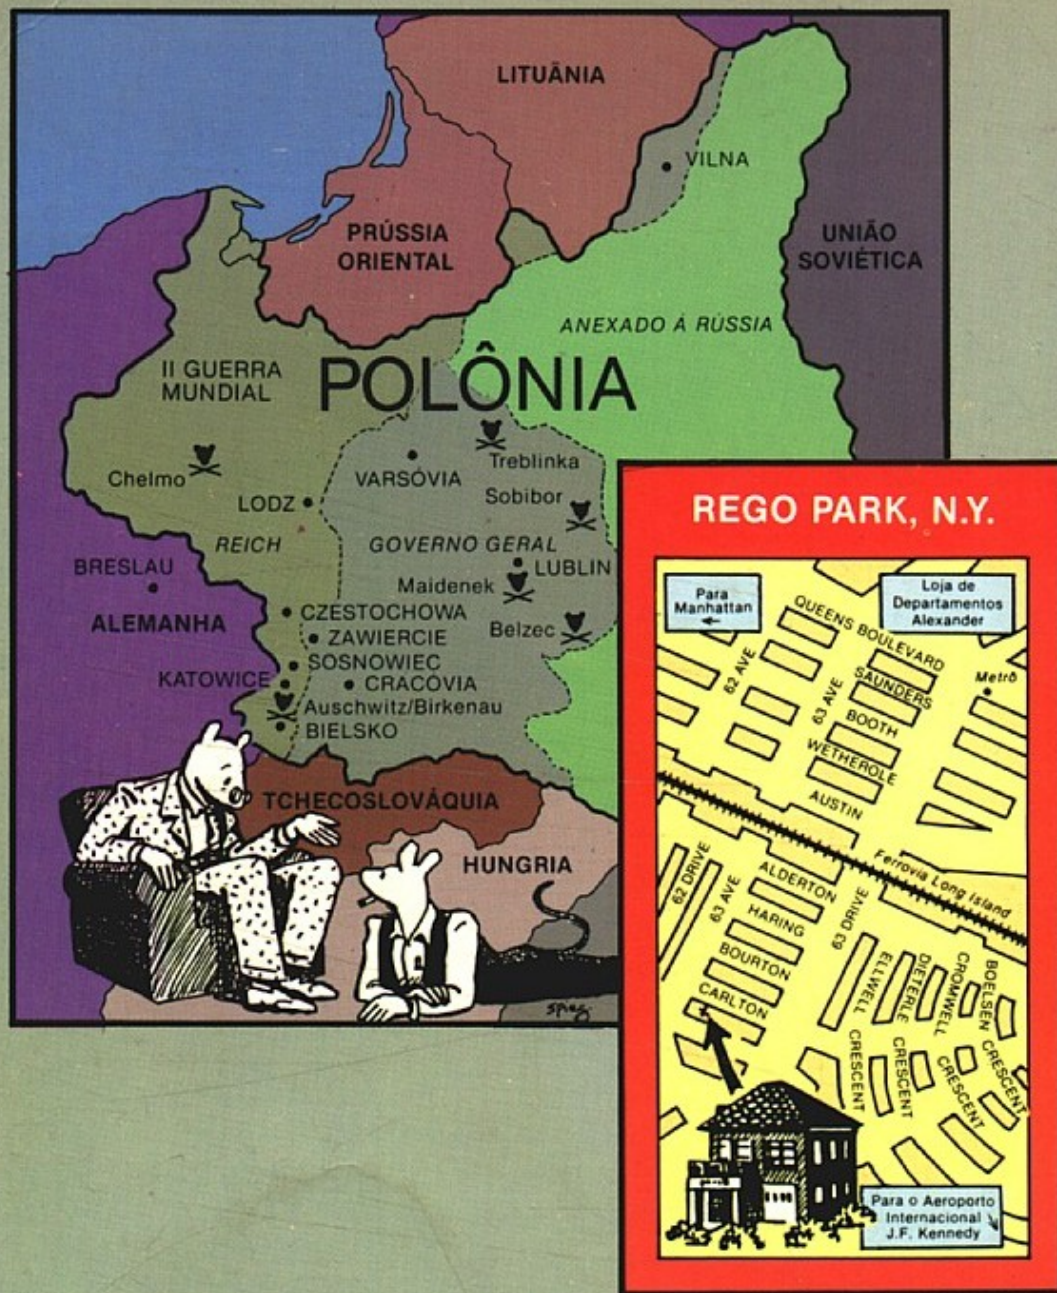 LITUÂNIA
VILNA
PRÚSSIA
ORIENTAL
UNIÃO
SOVIÉTICA
ANEXADO Á RÚSSIA
II GUERRA
MUNDIAL
POLÔNIA
Chelmo
VARSÓVIA
Treblinka
LODZ
Sobibor
REICH
GOVERNO GERAL
BRESLAU
LUBLIN
Maidenek
ALEMANHA
CZESTOCHOWA
Belzec
ZAWIERCIE
SOSNOWIEC
KATOWICE
CRACÓVIA
Auschwitz/Birkenau
BIELSKO
TCHECOSLOVÁQUIA
HUNGRIA
spieg.
REGO PARK, N.Y.
Para
Manhattan
Loja de
Departamentos
Alexander
QUEENS BOULEVARD
62 AVE
63 AVE
SAUNDERS
Metrô
BOOTH
WETHEROLE
AUSTIN
Ferrovia Long Island
62 DRIVE
63 AVE
ALDERTON
HARING
63 DRIVE
BOURTON
CARLTON
ELLWELL
CRESCENT
DIETERLE
CRESCENT
CROMWELL
CRESCENT
BOELSEN
CRESCENT
Para o Aeroporto
Internacional
J.F. Kennedy